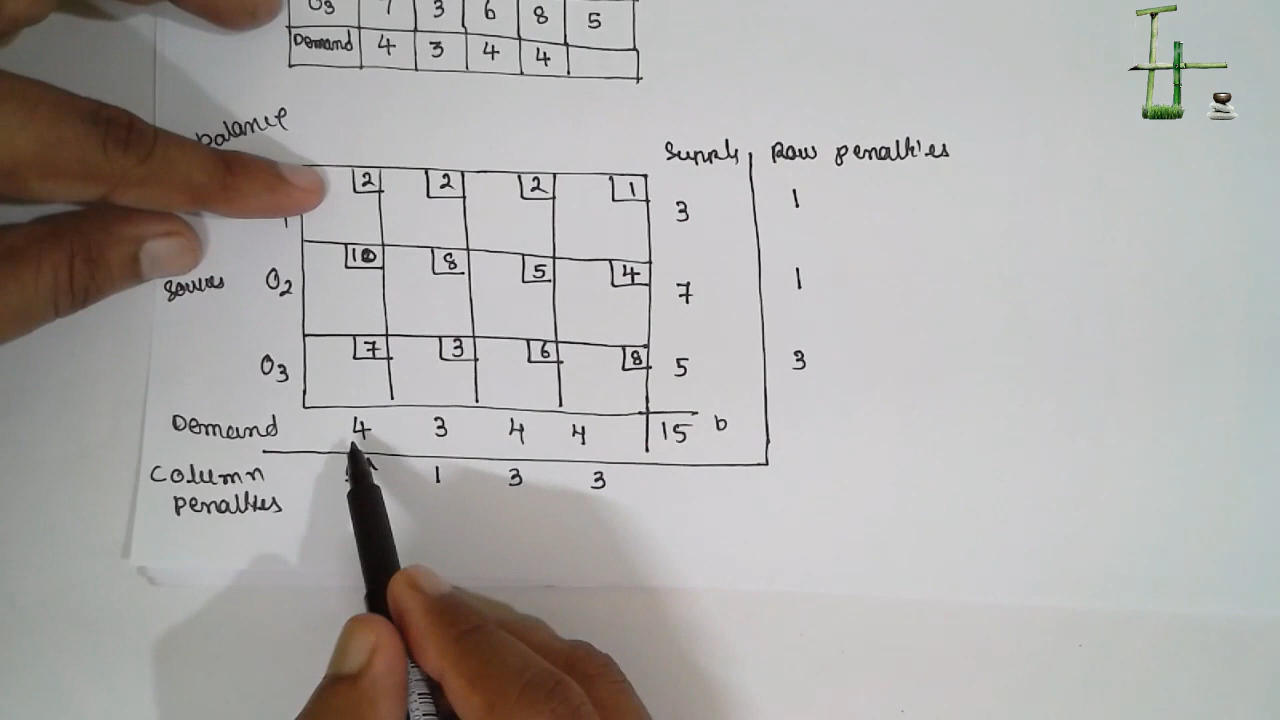 O3 7 3 6 8 5
Demand 4 3 4 4
balance
Supply Row penalties
2 2 2 1 3 1
O2 10 8 5 4 7 1
O3 7 3 6 8 5 3
Demand 4 3 4 4 15 b
Column 1 3 3
penalties